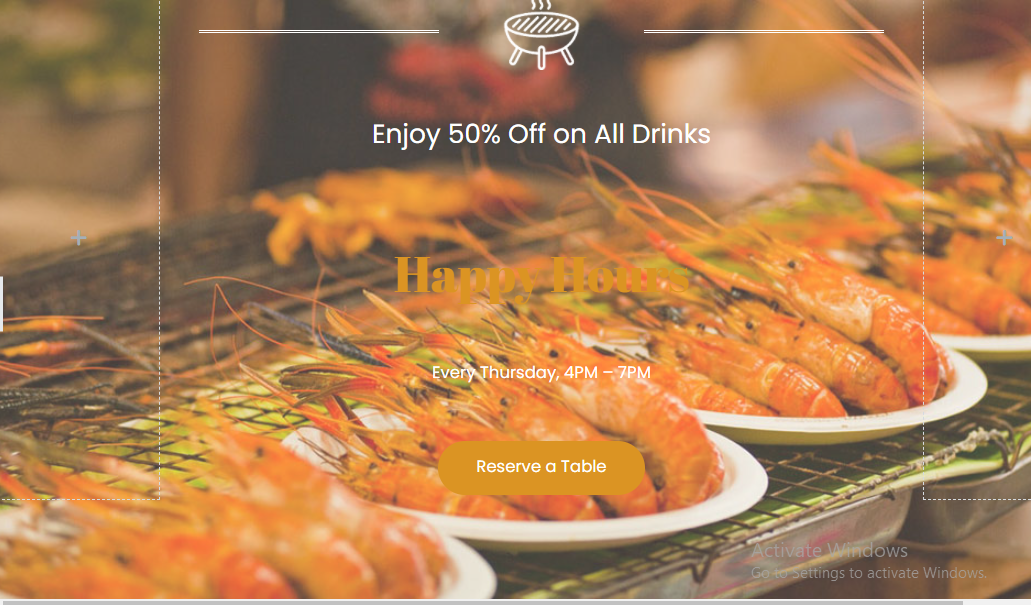 Enjoy 50% Off on All Drinks
Happy Hours
Every Thursday, 4PM – 7PM
Reserve a Table
Activate Windows
Go to Settings to activate Windows.